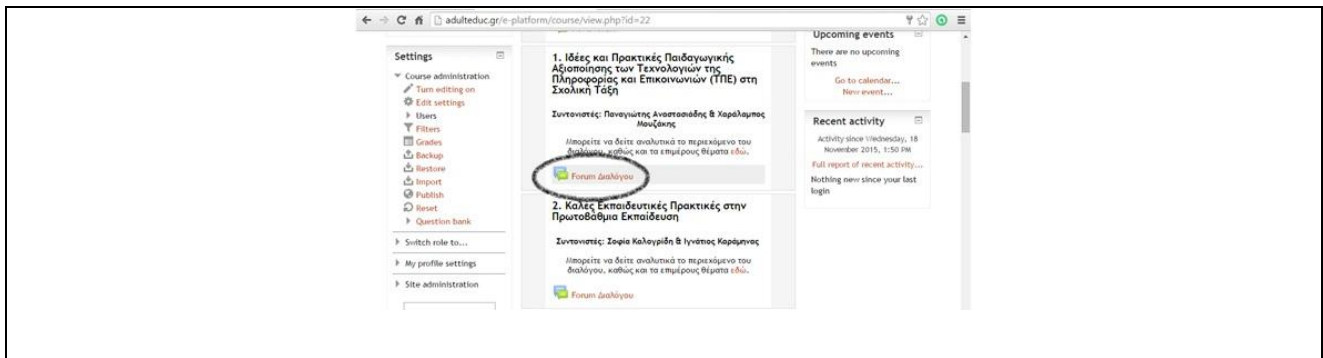 adulteduc.gr/e-platform/course/view.php?id=22
Settings
Course administration
Turn editing on
Edit settings
Users
Filters
Grades
Backup
Restore
Import
Publish
Reset
Question bank
Switch role to...
My profile settings
Site administration
1. Ιδέες και Πρακτικές Παιδαγωγικής
Αξιοποίησης των Τεχνολογιών της
Πληροφορίας και Επικοινωνιών (ΤΠΕ) στη
Σχολική Τάξη
Συντονιστές: Παναγιώτης Αναστασιάδης & Χαράλαμπος
Μουζάκης
Μπορείτε να δείτε αναλυτικά το περιεχόμενο του
διαλόγου, καθώς και τα επιμέρους θέματα εδώ.
Forum Διαλόγου
2. Καλές Εκπαιδευτικές Πρακτικές στην
Πρωτοβάθμια Εκπαίδευση
Συντονιστές: Σοφία Καλογρίδη & Ιγνάτιος Καράμηνας
Μπορείτε να δείτε αναλυτικά το περιεχόμενο του
διαλόγου, καθώς και τα επιμέρους θέματα εδώ.
Forum Διαλόγου
Upcoming events
There are no upcoming
events
Go to calendar...
New event...
Recent activity
Activity since Wednesday, 18
November 2015, 1:50 PM
Full report of recent activity...
Nothing new since your last
login